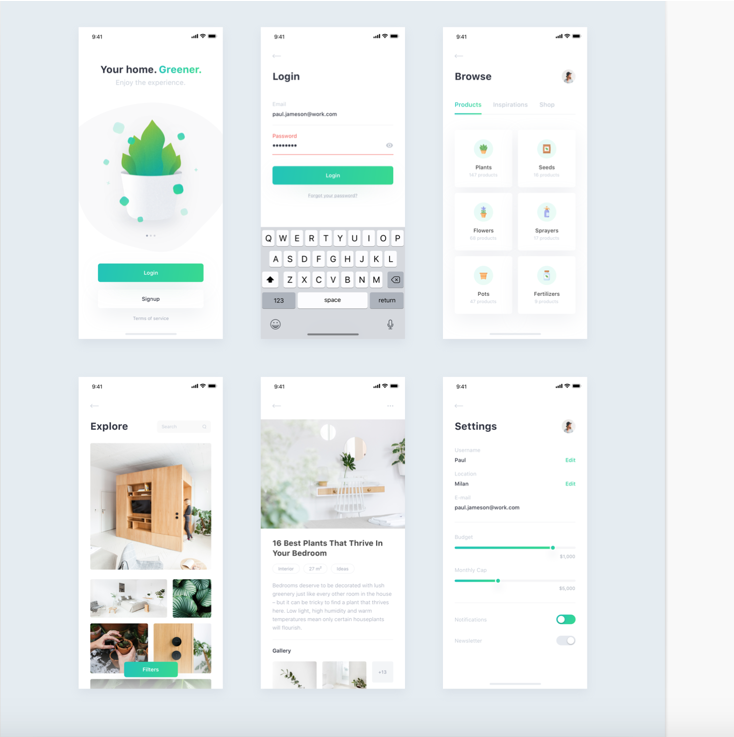 9:41
Your home. Greener.
Enjoy the experience.
Login
Signup
Terms of service
9:41
Login
Email
paul.jameson@work.com
Password
Login
Forgot your password?
Q W E R T Y U I O P
A S D F G H J K L
Z X C V B N M
123 space return
9:41
Browse
Products Inspirations Shop
Plants Seeds
147 products 16 products
Flowers Sprayers
68 products 17 products
Pots Fertilizers
47 products 9 products
9:41
Explore
Search
Filters
9:41
16 Best Plants That Thrive In
Your Bedroom
Interior 27 m² Ideas
Bedrooms deserve to be decorated with lush
greenery just like every other room in the house
– but it can be tricky to find a plant that thrives
here. Low light, high humidity and warm
temperatures mean only certain houseplants
will flourish.
Gallery
+10
9:41
Settings
Username
Paul Edit
Location
Milan Edit
E-mail
paul.jameson@work.com
Budget
$1,000
Monthly Cap
$5,000
Notifications
Newsletter